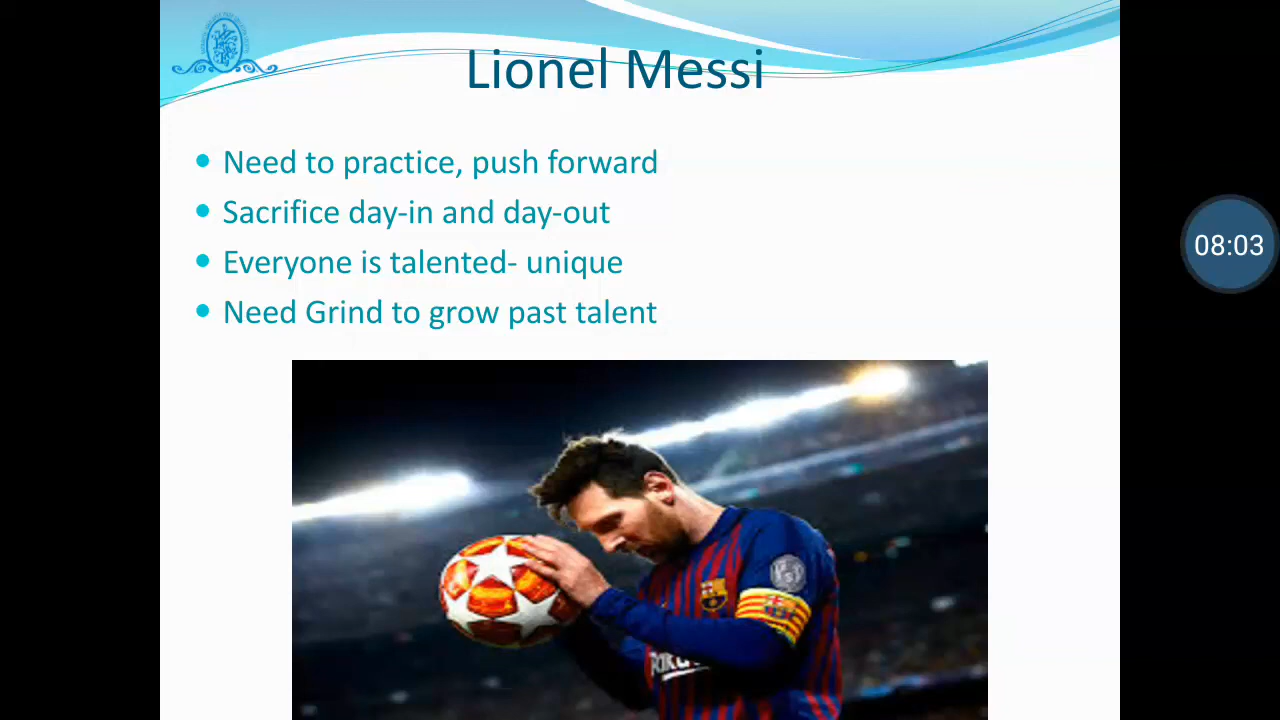 Lionel Messi
Need to practice, push forward
Sacrifice day-in and day-out
Everyone is talented- unique
Need Grind to grow past talent
08:03